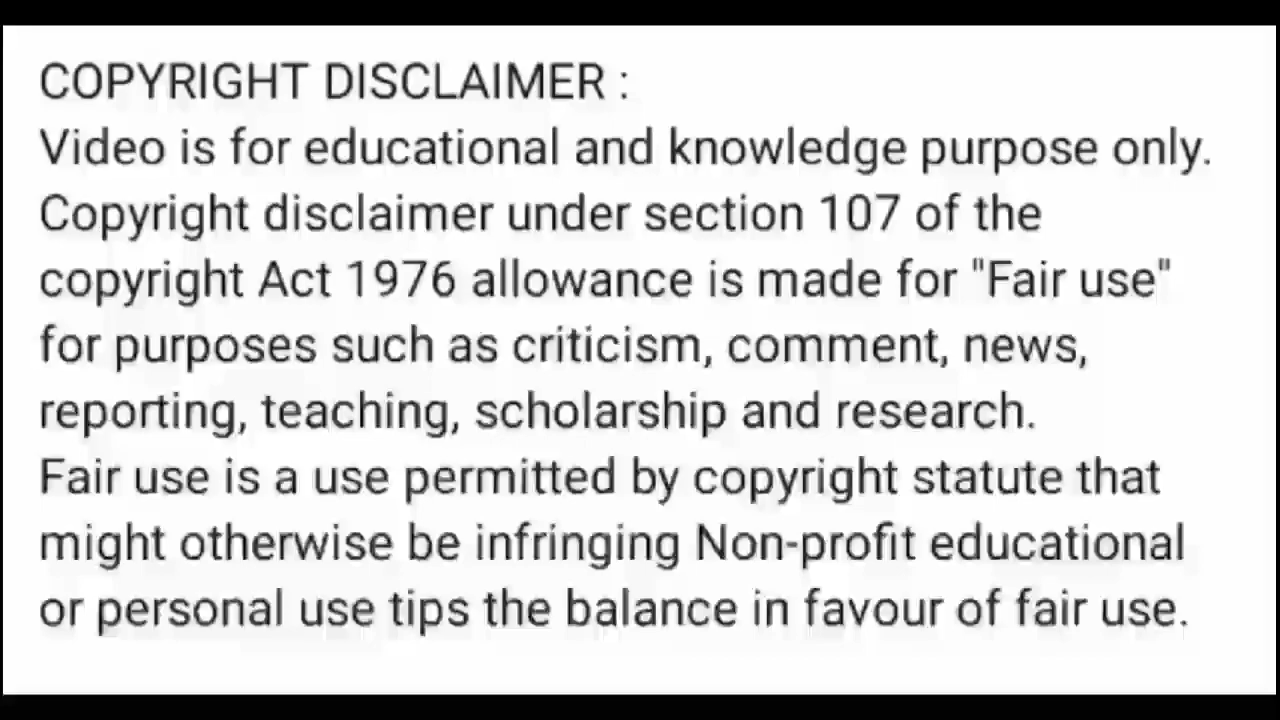 COPYRIGHT DISCLAIMER :
Video is for educational and knowledge purpose only.
Copyright disclaimer under section 107 of the
copyright Act 1976 allowance is made for "Fair use"
for purposes such as criticism, comment, news,
reporting, teaching, scholarship and research.
Fair use is a use permitted by copyright statute that
might otherwise be infringing Non-profit educational
or personal use tips the balance in favour of fair use.